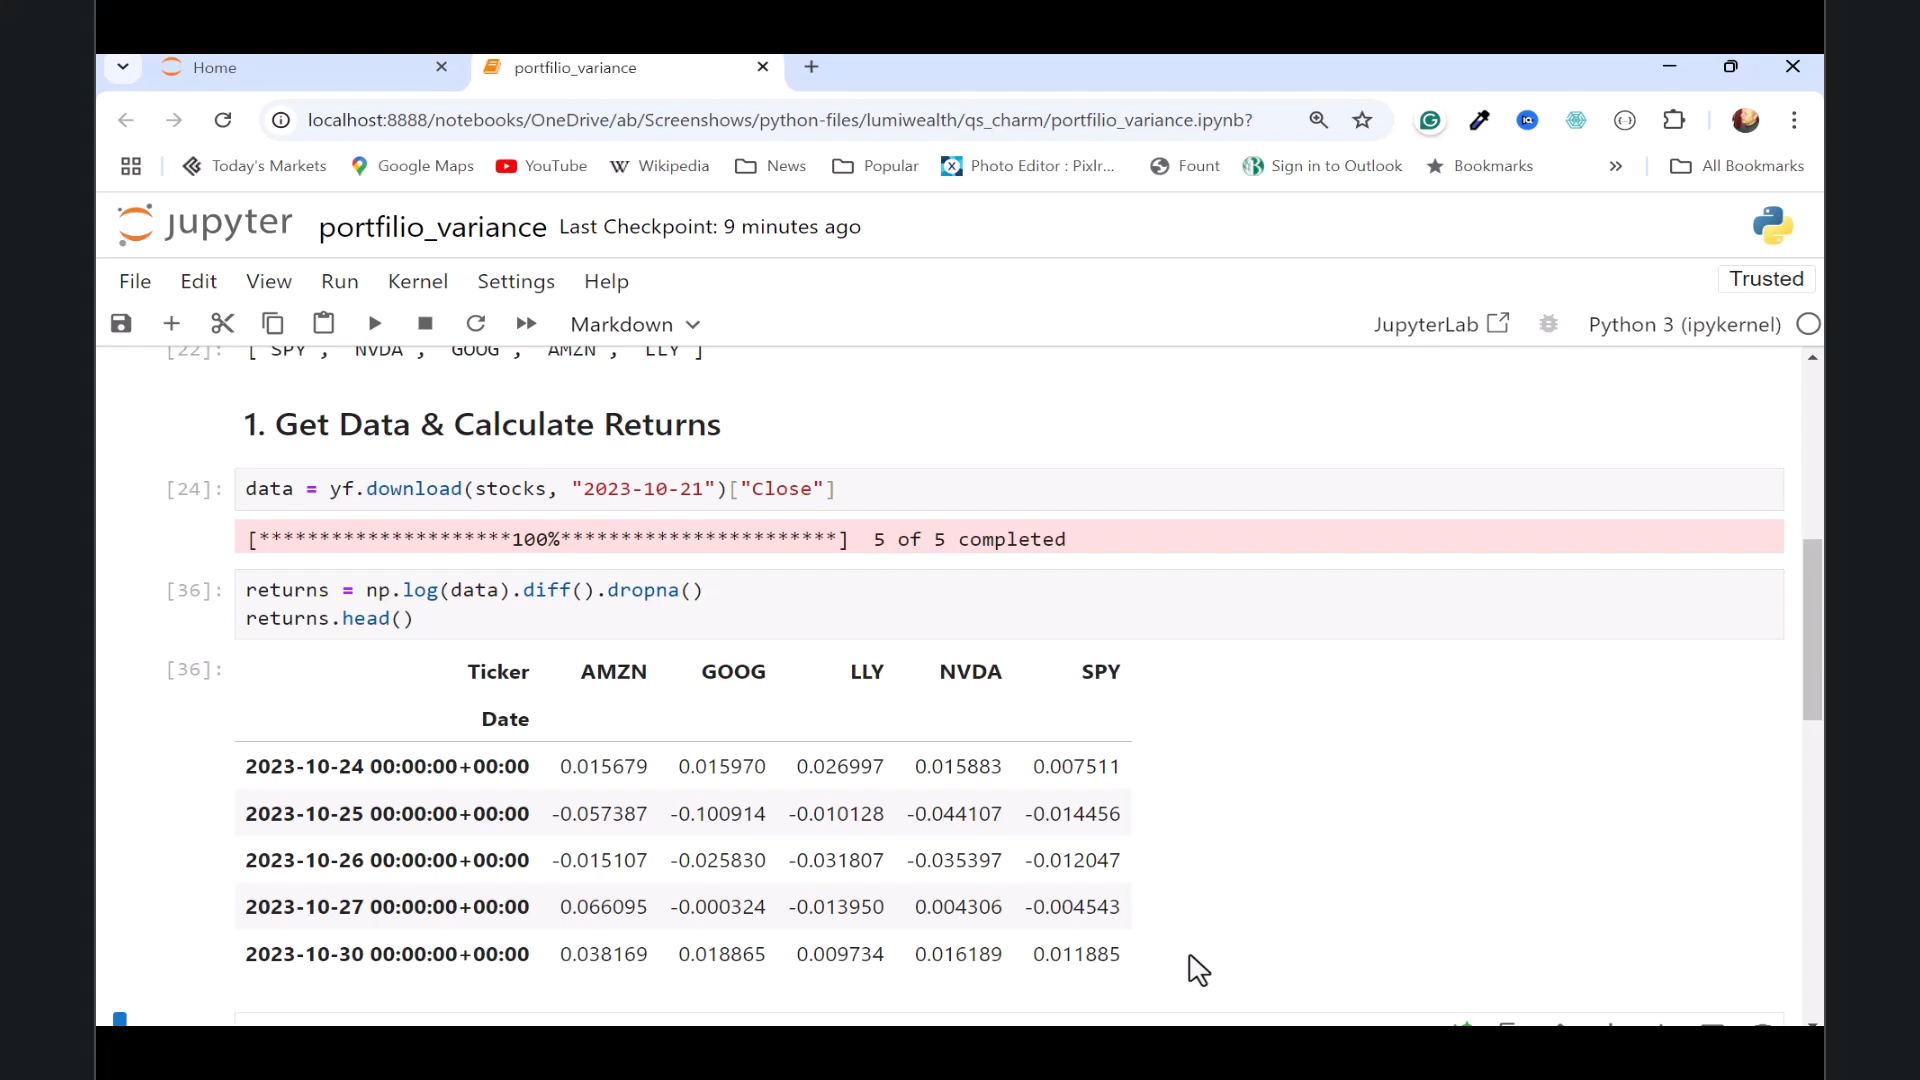 Home
portfilio_variance
localhost:8888/notebooks/OneDrive/ab/Screenshows/python-files/lumiwealth/qs_charm/portfilio_variance.ipynb?
Today's Markets Google Maps YouTube Wikipedia News Popular Photo Editor : Pixlr... Fount Sign in to Outlook Bookmarks » All Bookmarks
jupyter portfilio_variance Last Checkpoint: 9 minutes ago
File Edit View Run Kernel Settings Help Trusted
Markdown JupyterLab Python 3 (ipykernel)
[22]: ['SPY', 'NVDA', 'GOOG', 'AMZN', 'LLY']
1. Get Data & Calculate Returns
[24]: data = yf.download(stocks, "2023-10-21")["Close"]
[*********************100%***********************] 5 of 5 completed
[36]: returns = np.log(data).diff().dropna()
returns.head()
[36]: Ticker AMZN GOOG LLY NVDA SPY
Date
2023-10-24 00:00:00+00:00 0.015679 0.015970 0.026997 0.015883 0.007511
2023-10-25 00:00:00+00:00 -0.057387 -0.100914 -0.010128 -0.044107 -0.014456
2023-10-26 00:00:00+00:00 -0.015107 -0.025830 -0.031807 -0.035397 -0.012047
2023-10-27 00:00:00+00:00 0.066095 -0.000324 -0.013950 0.004306 -0.004543
2023-10-30 00:00:00+00:00 0.038169 0.018865 0.009734 0.016189 0.011885